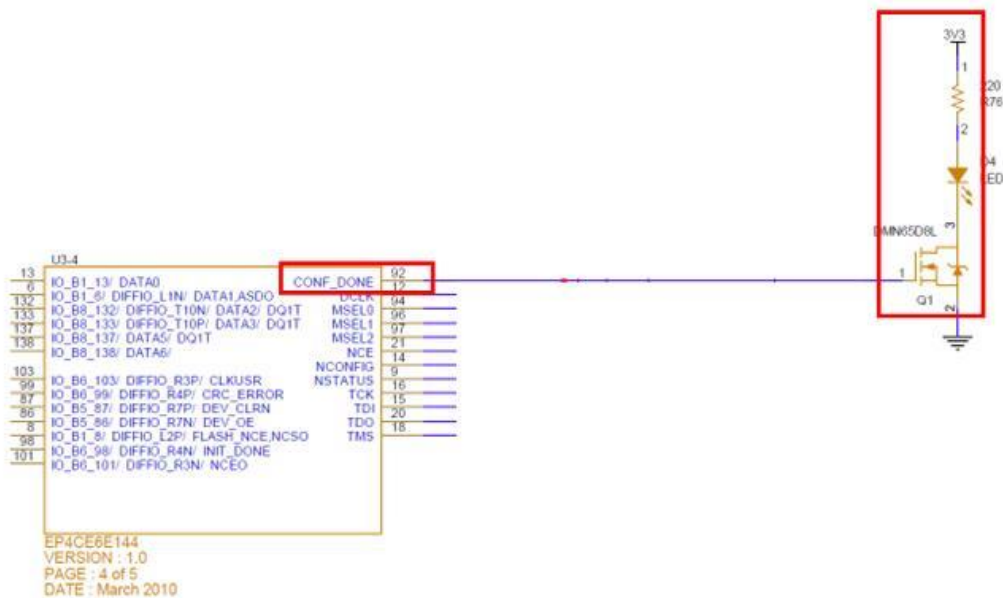 3V3
1
220
R76
2
D4
LED
3
DMN65D8L
1
Q1
2
U3-4
13 IO_B1_13/ DATA0
6 IO_B1_6/ DIFFIO_L1N/ DATA1,ASDO
132 IO_B8_132/ DIFFIO_T10N/ DATA2/ DQ1T
133 IO_B8_133/ DIFFIO_T10P/ DATA3/ DQ1T
137 IO_B8_137/ DATA5/ DQ1T
138 IO_B8_138/ DATA6/
103 IO_B6_103/ DIFFIO_R3P/ CLKUSR
99 IO_B6_99/ DIFFIO_R4P/ CRC_ERROR
87 IO_B5_87/ DIFFIO_R7P/ DEV_CLRN
86 IO_B5_86/ DIFFIO_R7N/ DEV_OE
8 IO_B1_8/ DIFFIO_L2P/ FLASH_NCE,NCSO
98 IO_B6_98/ DIFFIO_R4N/ INIT_DONE
101 IO_B6_101/ DIFFIO_R3N/ NCEO
CONF_DONE 92
DCLK 12
MSEL0 94
MSEL1 96
MSEL2 97
NCE 21
NCONFIG 14
NSTATUS 9
TCK 16
TDI 15
TDO 20
TMS 18
EP4CE6E144
VERSION : 1.0
PAGE : 4 of 5
DATE : March 2010